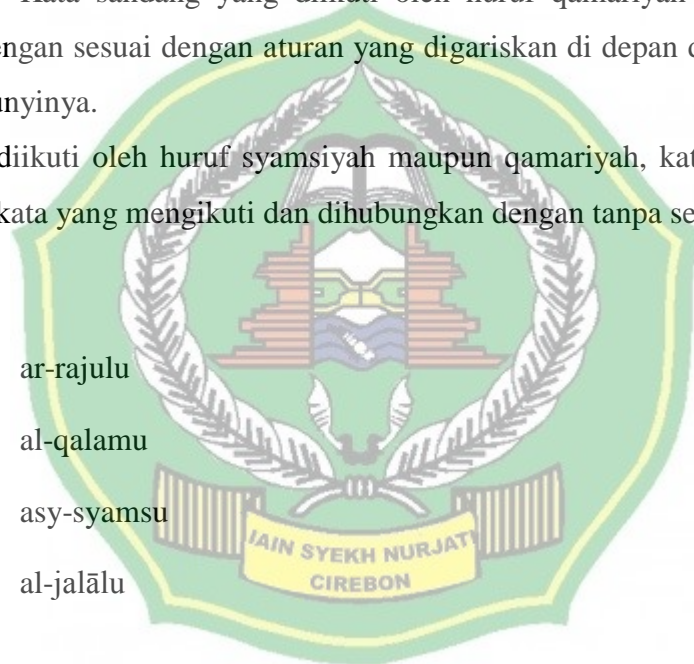 Kata sandang yang diikuti oleh huruf qamariyah
engan sesuai dengan aturan yang digariskan di depan d
unyinya.
diikuti oleh huruf syamsiyah maupun qamariyah, kat
kata yang mengikuti dan dihubungkan dengan tanpa se
ar-rajulu
al-qalamu
asy-syamsu
al-jalālu
IAIN SYEKH NURJATI
CIREBON